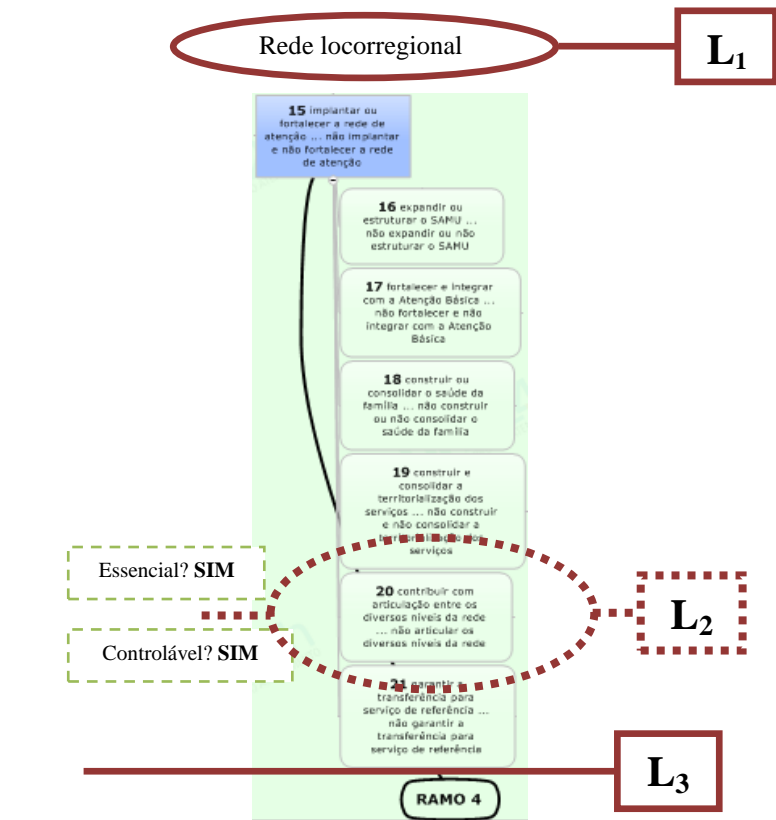 Rede locorregional
L1
15 implantar ou
fortalecer a rede de
atenção ... não implantar
e não fortalecer a rede
de atenção
16 expandir ou
estruturar o SAMU ...
não expandir ou não
estruturar o SAMU
17 fortalecer e integrar
com a Atenção Básica ...
não fortalecer e não
integrar com a Atenção
Básica
18 construir ou
consolidar o saúde da
família ... não construir
ou não consolidar o
saúde da família
19 construir e
consolidar a
territorialização dos
serviços ... não construir
e não consolidar a
territorialização dos
serviços
Essencial? SIM
20 contribuir com
articulação entre os
diversos níveis da rede
... não articular os
diversos níveis da rede
L2
Controlável? SIM
21 garantir a
transferência para
serviço de referência ...
não garantir a
transferência para
serviço de referência
L3
RAMO 4